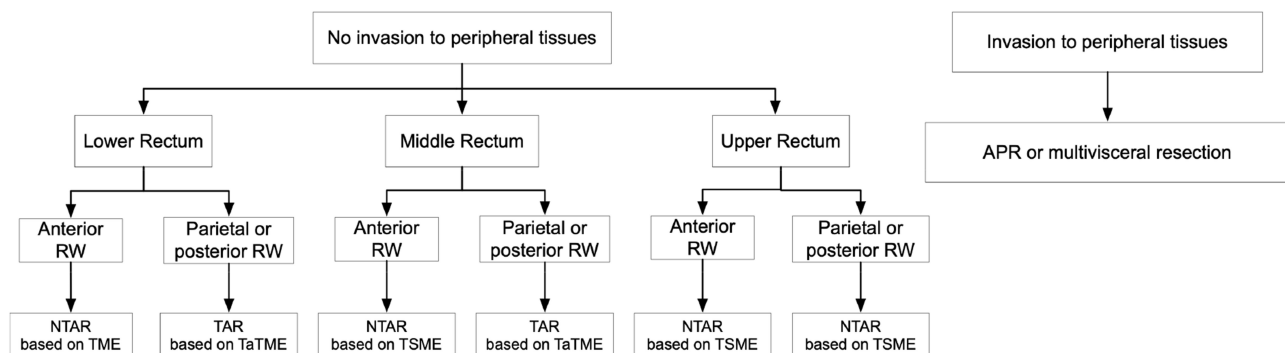 No invasion to peripheral tissues
Invasion to peripheral tissues
APR or multivisceral resection
Lower Rectum
Middle Rectum
Upper Rectum
Anterior
RW
Parietal or
posterior RW
Anterior
RW
Parietal or
posterior RW
Anterior
RW
Parietal or
posterior RW
NTAR
based on TME
TAR
based on TaTME
NTAR
based on TSME
TAR
based on TaTME
NTAR
based on TSME
NTAR
based on TSME